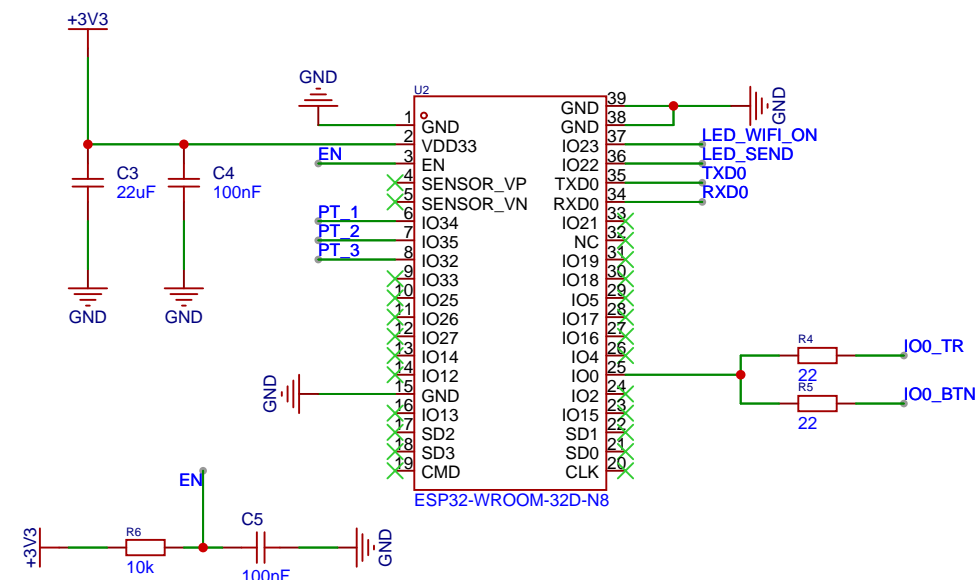 +3V3
GND
U2
1 GND
2 VDD33
EN 3 EN
4 SENSOR_VP
5 SENSOR_VN
PT_1 6 IO34
PT_2 7 IO35
PT_3 8 IO32
9 IO33
10 IO25
11 IO26
12 IO27
13 IO14
14 IO12
15 GND
16 IO13
17 SD2
18 SD3
19 CMD
GND 39
GND 38
IO23 37 LED_WIFI_ON
IO22 36 LED_SEND
TXD0 35 TXD0
RXD0 34 RXD0
IO21 33
NC 32
IO19 31
IO18 30
IO5 29
IO17 28
IO16 27
IO4 26
IO0 25
IO2 24
IO15 23
SD1 22
SD0 21
CLK 20
ESP32-WROOM-32D-N8
GND
C3
22uF
C4
100nF
GND
GND
GND
R4
22
IO0_TR
R5
22
IO0_BTN
EN
+3V3
R6
10k
C5
100nF
GND